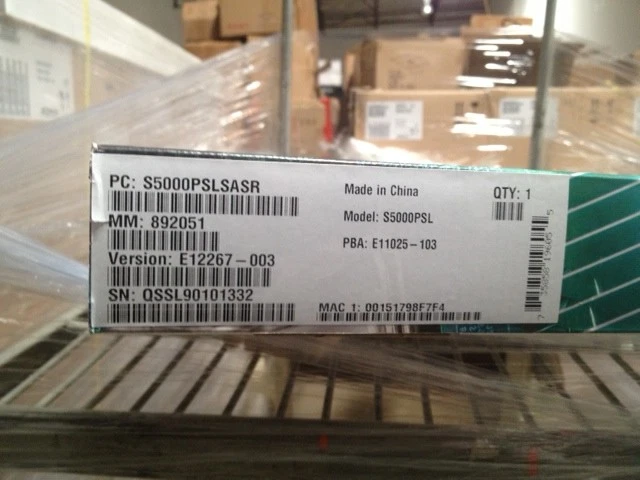 PC: S5000PSLSASR
MM: 892051
Version: E12267-003
SN: QSSL90101332
Made in China
Model: S5000PSL
PBA: E11025-103
MAC 1: 00151798F7F4
QTY: 1